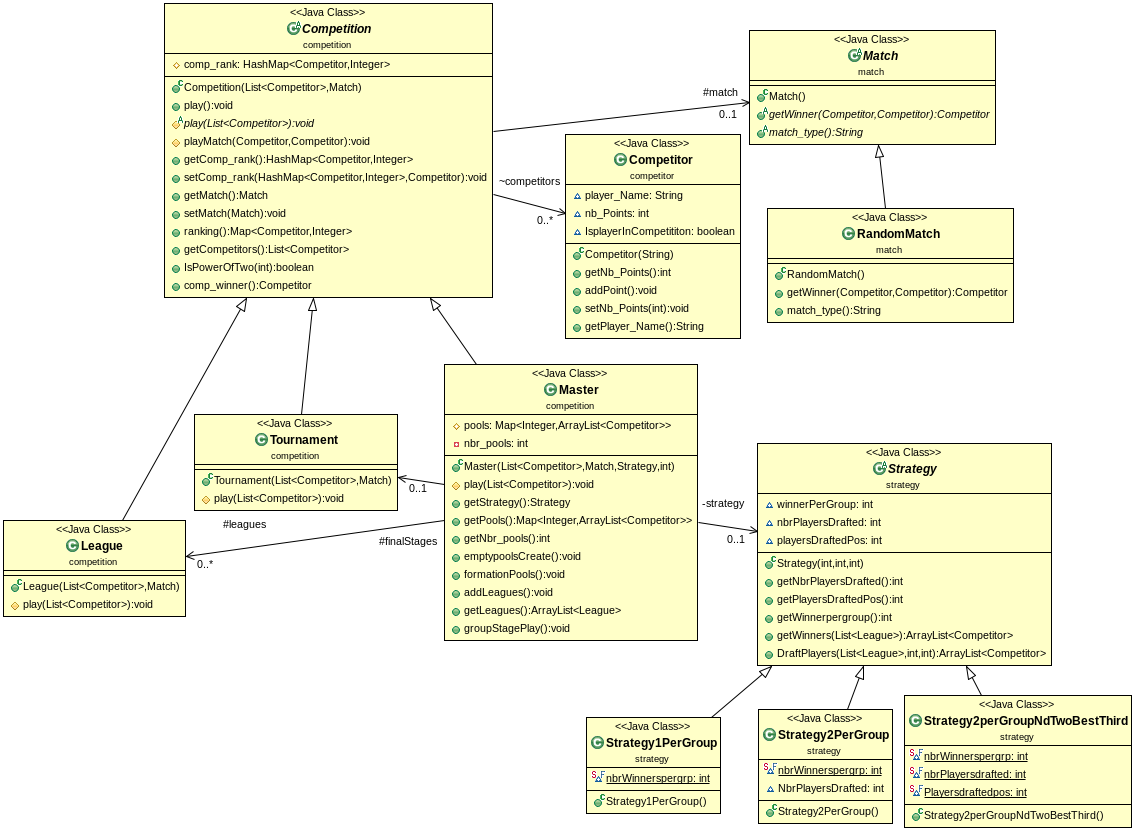 <<Java Class>>
Competition
competition
comp_rank: HashMap<Competitor,Integer>
Competition(List<Competitor>,Match)
play():void
play(List<Competitor>):void
playMatch(Competitor,Competitor):void
getComp_rank():HashMap<Competitor,Integer>
setComp_rank(HashMap<Competitor,Integer>,Competitor):void
getMatch():Match
setMatch(Match):void
ranking():Map<Competitor,Integer>
getCompetitors():List<Competitor>
IsPowerOfTwo(int):boolean
comp_winner():Competitor
#match
0..1
~competitors
0..*
<<Java Class>>
Match
match
Match()
getWinner(Competitor,Competitor):Competitor
match_type():String
<<Java Class>>
Competitor
competitor
player_Name: String
nb_Points: int
IsplayerInCompetititon: boolean
Competitor(String)
getNb_Points():int
addPoint():void
setNb_Points(int):void
getPlayer_Name():String
<<Java Class>>
RandomMatch
match
RandomMatch()
getWinner(Competitor,Competitor):Competitor
match_type():String
<<Java Class>>
Master
competition
pools: Map<Integer,ArrayList<Competitor>>
nbr_pools: int
Master(List<Competitor>,Match,Strategy,int)
play(List<Competitor>):void
getStrategy():Strategy
getPools():Map<Integer,ArrayList<Competitor>>
getNbr_pools():int
emptypoolsCreate():void
formationPools():void
addLeagues():void
getLeagues():ArrayList<League>
groupStagePlay():void
<<Java Class>>
Tournament
competition
Tournament(List<Competitor>,Match)
play(List<Competitor>):void
0..1
#leagues
#finalStages
0..*
<<Java Class>>
League
competition
League(List<Competitor>,Match)
play(List<Competitor>):void
-strategy
0..1
<<Java Class>>
Strategy
strategy
winnerPerGroup: int
nbrPlayersDrafted: int
playersDraftedPos: int
Strategy(int,int,int)
getNbrPlayersDrafted():int
getPlayersDraftedPos():int
getWinnerpergroup():int
getWinners(List<League>):ArrayList<Competitor>
DraftPlayers(List<League>,int,int):ArrayList<Competitor>
<<Java Class>>
Strategy1PerGroup
strategy
nbrWinnerspergrp: int
Strategy1PerGroup()
<<Java Class>>
Strategy2PerGroup
strategy
nbrWinnerspergrp: int
NbrPlayersDrafted: int
Strategy2PerGroup()
<<Java Class>>
Strategy2perGroupNdTwoBestThird
strategy
nbrWinnerspergrp: int
nbrPlayersdrafted: int
Playersdraftedpos: int
Strategy2perGroupNdTwoBestThird()